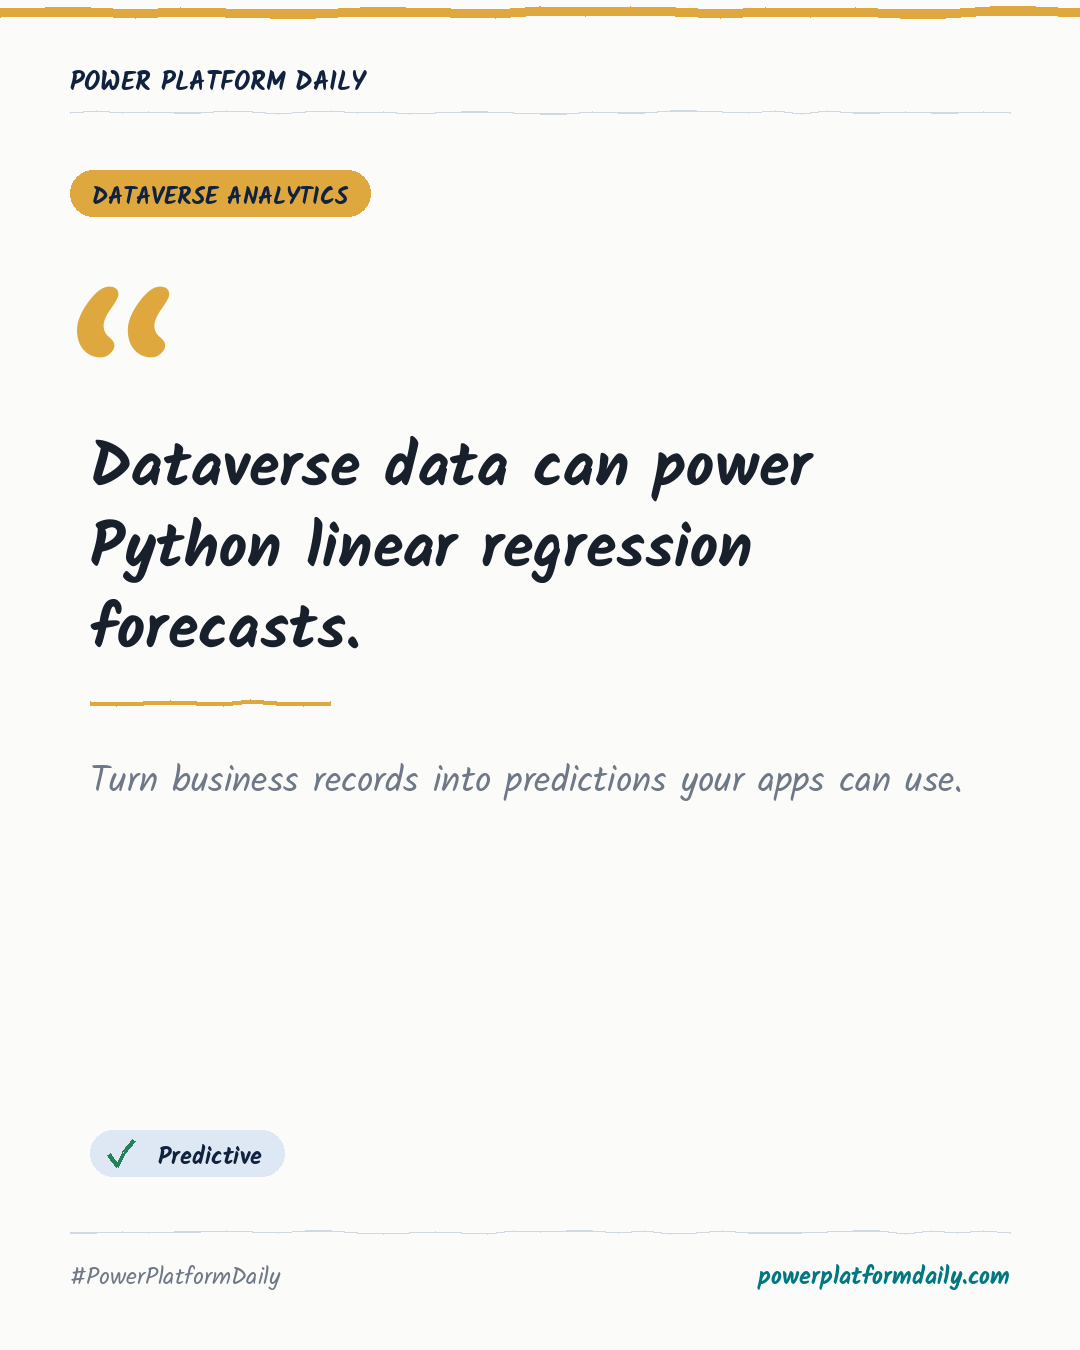 POWER PLATFORM DAILY
DATAVERSE ANALYTICS
“
Dataverse data can power
Python linear regression
forecasts.
Turn business records into predictions your apps can use.
✓ Predictive
#PowerPlatformDaily
powerplatformdaily.com